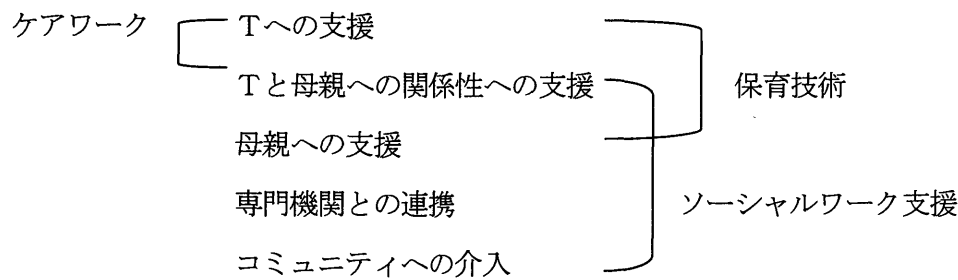 ケアワーク Tへの支援
Tと母親への関係性への支援 保育技術
母親への支援
専門機関との連携 ソーシャルワーク支援
コミュニティへの介入